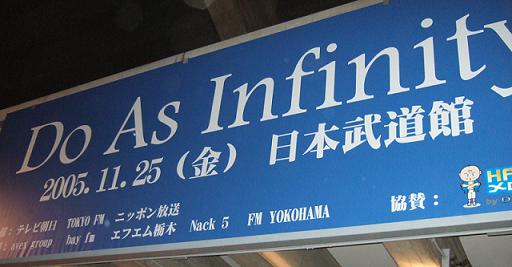 Do As Infinity
2005.11.25（金）日本武道館
：テレビ朝日 TOKYO FM ニッポン放送
：avex group bay fm エフエム栃木 Nack 5 FM YOKOHAMA
協賛：
by